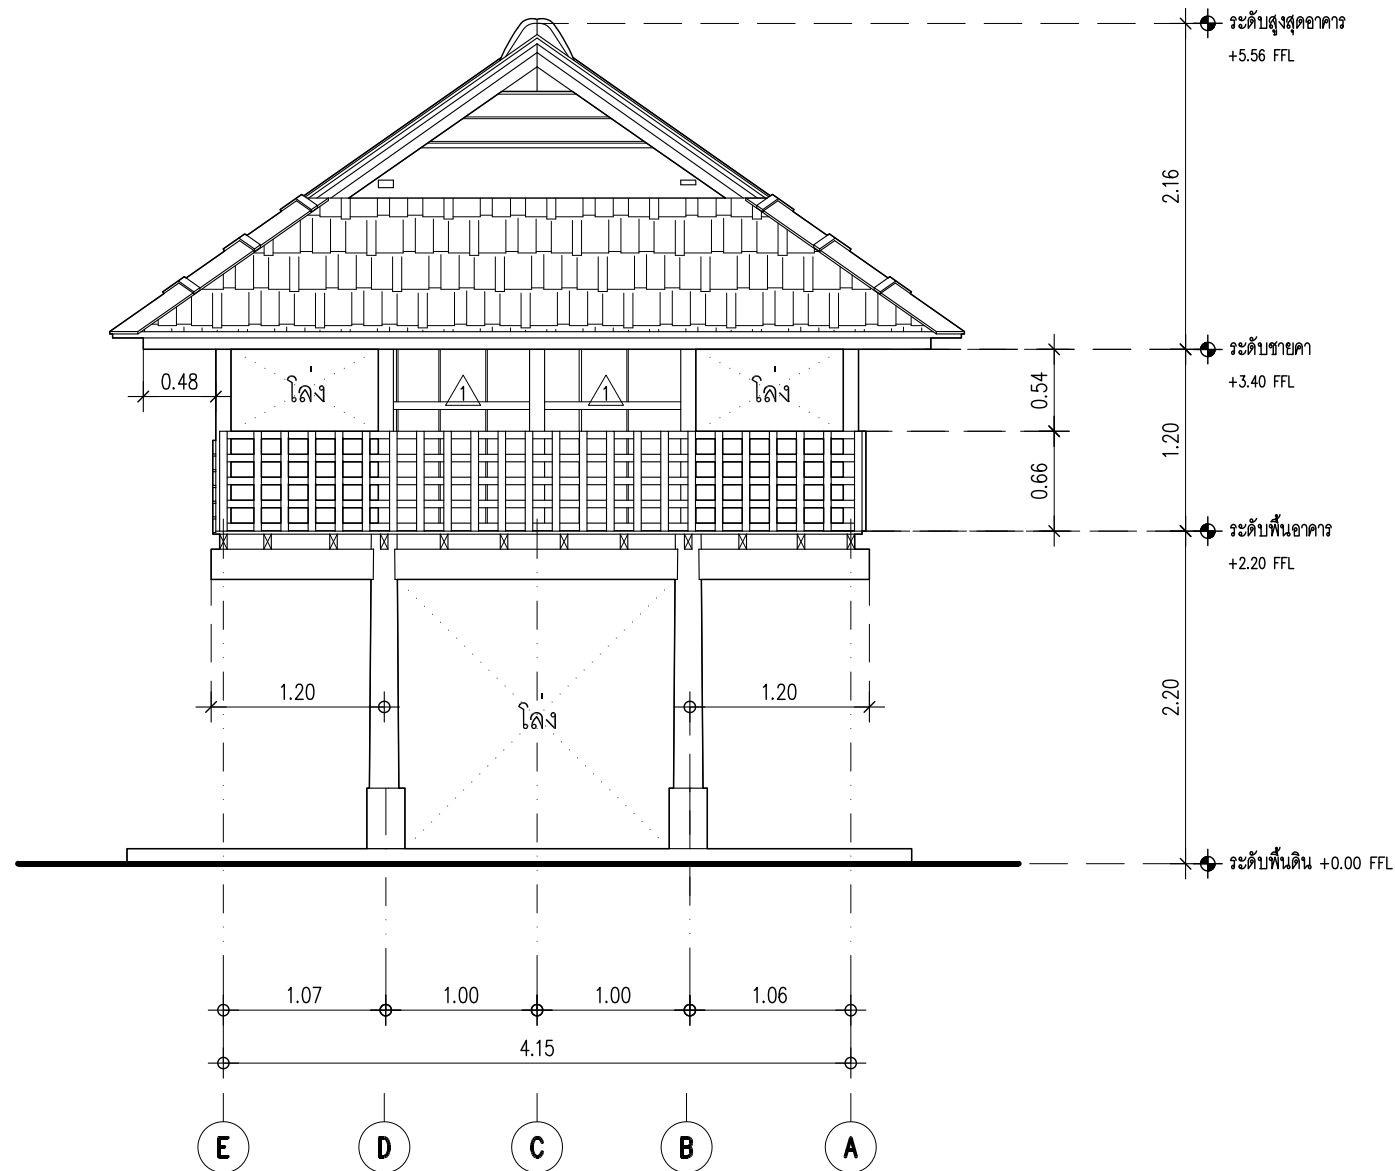 ระดับสูงสุดอาคาร
+5.56 FFL
2.16
ระดับชายคา
+3.40 FFL
0.48
โล่ง
1
1
โล่ง
0.54
1.20
0.66
ระดับพื้นอาคาร
+2.20 FFL
1.20
โล่ง
1.20
2.20
ระดับพื้นดิน +0.00 FFL
1.07
1.00
1.00
1.06
4.15
E
D
C
B
A